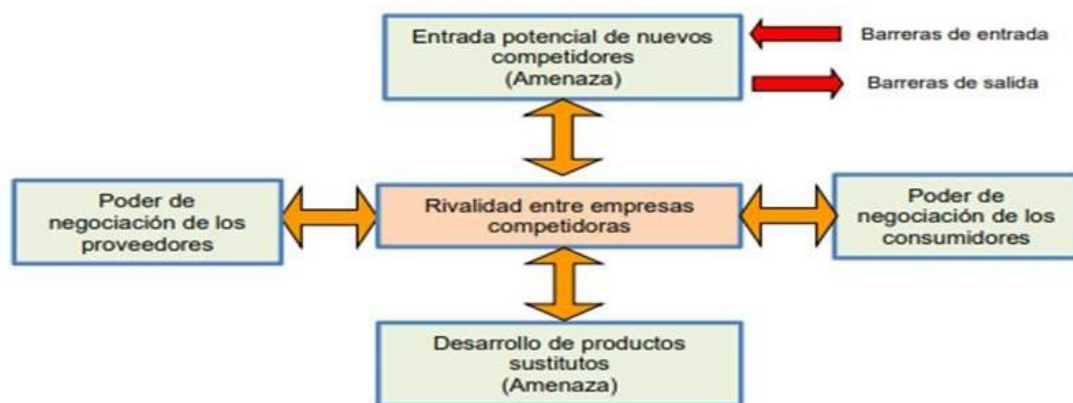 Entrada potencial de nuevos
competidores
(Amenaza)
Barreras de entrada
Barreras de salida
Poder de
negociación de los
proveedores
Rivalidad entre empresas
competidoras
Poder de
negociación de los
consumidores
Desarrollo de productos
sustitutos
(Amenaza)